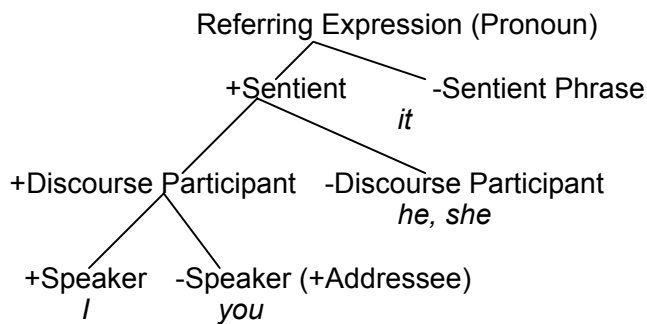 Referring Expression (Pronoun)
+Sentient -Sentient Phrase
it
+Discourse Participant -Discourse Participant
he, she
+Speaker -Speaker (+Addressee)
I you